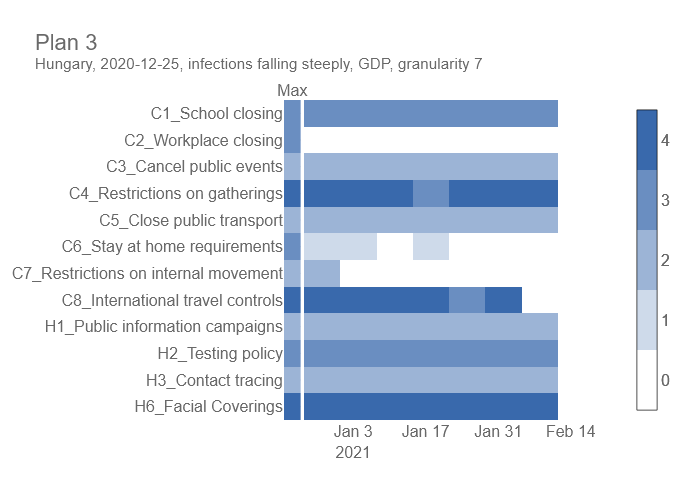 Plan 3
Hungary, 2020-12-25, infections falling steeply, GDP, granularity 7
Max
C1_School closing
C2_Workplace closing
C3_Cancel public events
C4_Restrictions on gatherings
C5_Close public transport
C6_Stay at home requirements
C7_Restrictions on internal movement
C8_International travel controls
H1_Public information campaigns
H2_Testing policy
H3_Contact tracing
H6_Facial Coverings
Jan 3 Jan 17 Jan 31 Feb 14
2021
4
3
2
1
0